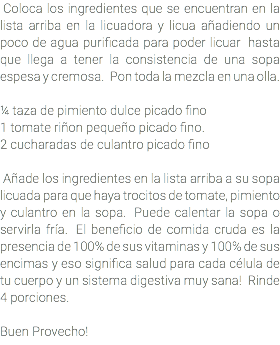 Coloca los ingredientes que se encuentran en la
lista arriba en la licuadora y licua añadiendo un
poco de agua purificada para poder licuar hasta
que llega a tener la consistencia de una sopa
espesa y cremosa. Pon toda la mezcla en una olla.
¼ taza de pimiento dulce picado fino
1 tomate riñon pequeño picado fino.
2 cucharadas de culantro picado fino
Añade los ingredientes en la lista arriba a su sopa
licuada para que haya trocitos de tomate, pimiento
y culantro en la sopa. Puede calentar la sopa o
servirla fría. El beneficio de comida cruda es la
presencia de 100% de sus vitaminas y 100% de sus
encimas y eso significa salud para cada célula de
tu cuerpo y un sistema digestiva muy sana! Rinde
4 porciones.
Buen Provecho!